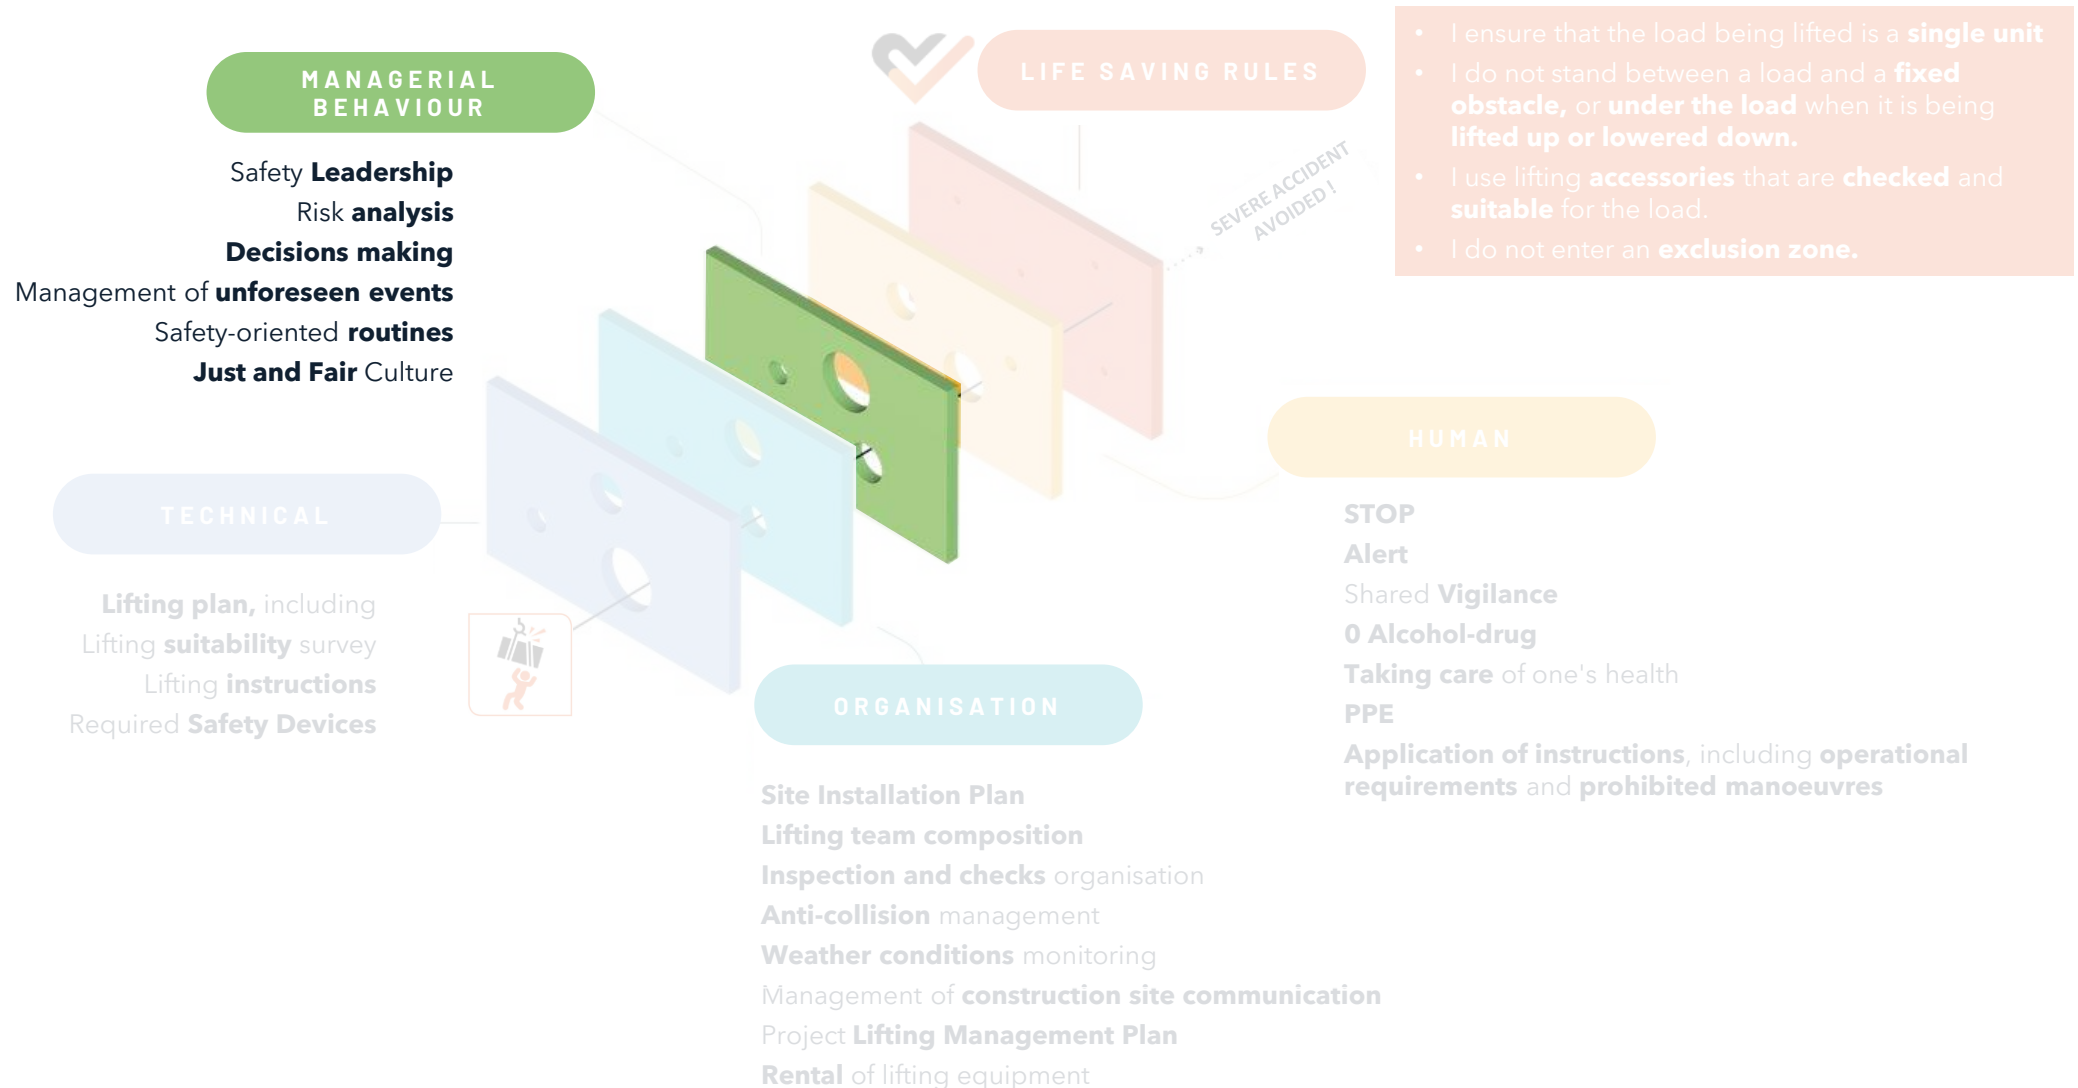 MANAGERIAL
BEHAVIOUR
Safety Leadership
Risk analysis
Decisions making
Management of unforeseen events
Safety-oriented routines
Just and Fair Culture
LIFE SAVING RULES
• I ensure that the load being lifted is a single unit
• I do not stand between a load and a fixed
obstacle, or under the load when it is being
lifted up or lowered down.
• I use lifting accessories that are checked and
suitable for the load.
• I do not enter an exclusion zone.
SEVERE ACCIDENT
AVOIDED !
TECHNICAL
Lifting plan, including
Lifting suitability survey
Lifting instructions
Required Safety Devices
HUMAN
STOP
Alert
Shared Vigilance
0 Alcohol-drug
Taking care of one's health
PPE
Application of instructions, including operational
requirements and prohibited manoeuvres
ORGANISATION
Site Installation Plan
Lifting team composition
Inspection and checks organisation
Anti-collision management
Weather conditions monitoring
Management of construction site communication
Project Lifting Management Plan
Rental of lifting equipment